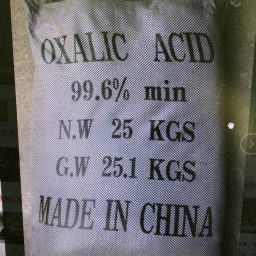 OXALIC ACID
99.6% min
N.W 25 KGS
G.W 25.1 KGS
MADE IN CHINA